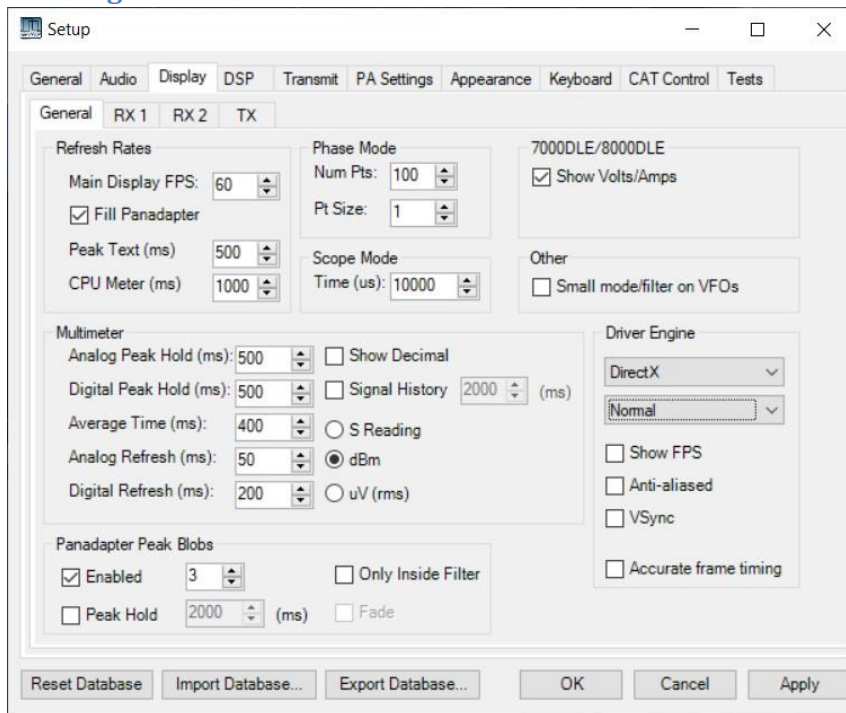 Setup
General Audio Display DSP Transmit PA Settings Appearance Keyboard CAT Control Tests
General RX 1 RX 2 TX
Refresh Rates
Main Display FPS: 60
Fill Panadapter
Peak Text (ms) 500
CPU Meter (ms) 1000
Phase Mode
Num Pts: 100
Pt Size: 1
Scope Mode
Time (us): 10000
7000DLE/8000DLE
Show Volts/Amps
Other
Small mode/filter on VFOs
Multimeter
Analog Peak Hold (ms): 500 Show Decimal
Digital Peak Hold (ms): 500 Signal History 2000 (ms)
Average Time (ms): 400 S Reading
Analog Refresh (ms): 50 dBm
Digital Refresh (ms): 200 uV (rms)
Driver Engine
DirectX
Normal
Show FPS
Anti-aliased
VSync
Accurate frame timing
Panadapter Peak Blobs
Enabled 3 Only Inside Filter
Peak Hold 2000 (ms) Fade
Reset Database Import Database... Export Database... OK Cancel Apply